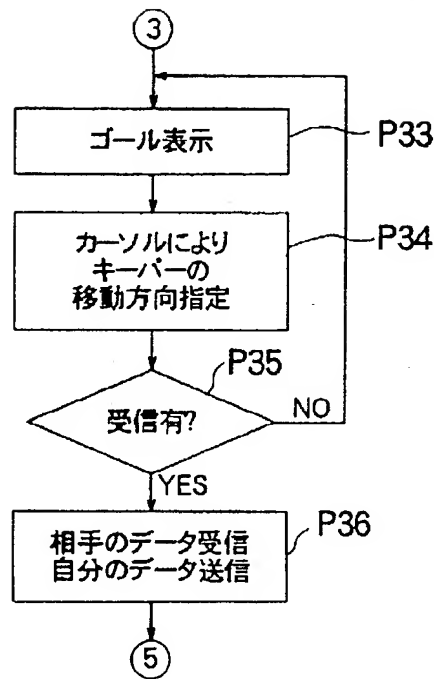 3
ゴール表示
P33
カーソルにより
キーパーの
移動方向指定
P34
P35
受信有?
NO
YES
相手のデータ受信
自分のデータ送信
P36
5